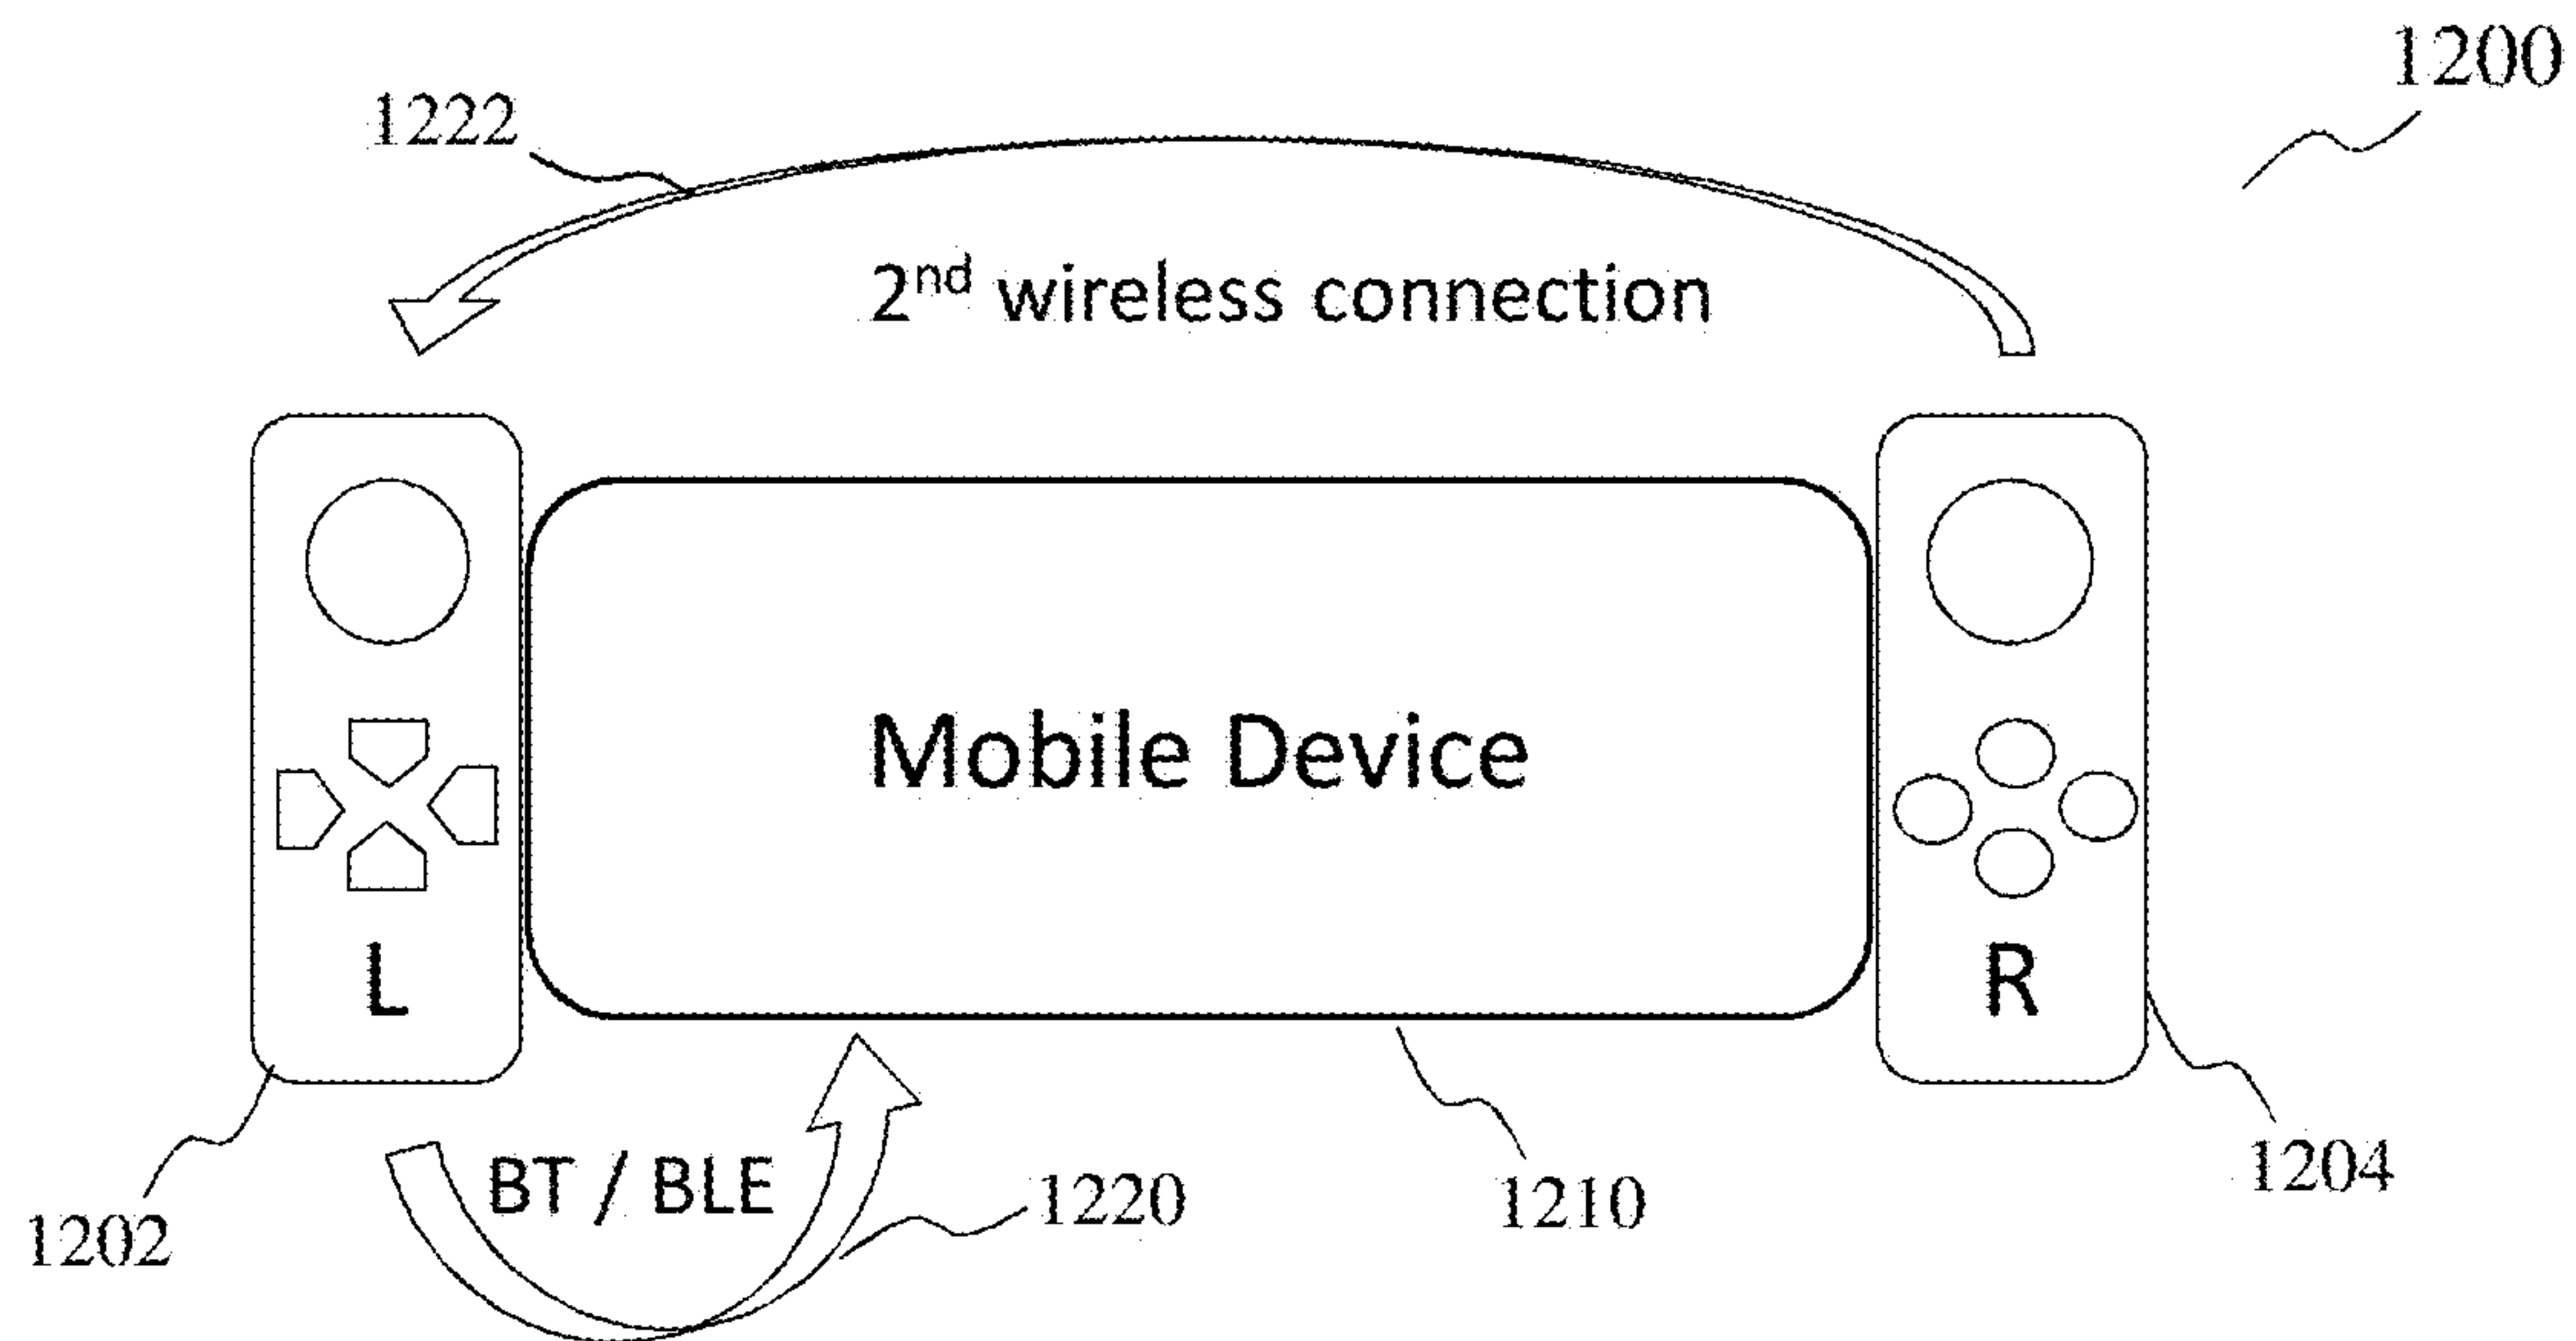 1200
1222
2nd wireless connection
Mobile Device
L
R
BT / BLE
1202
1220
1210
1204